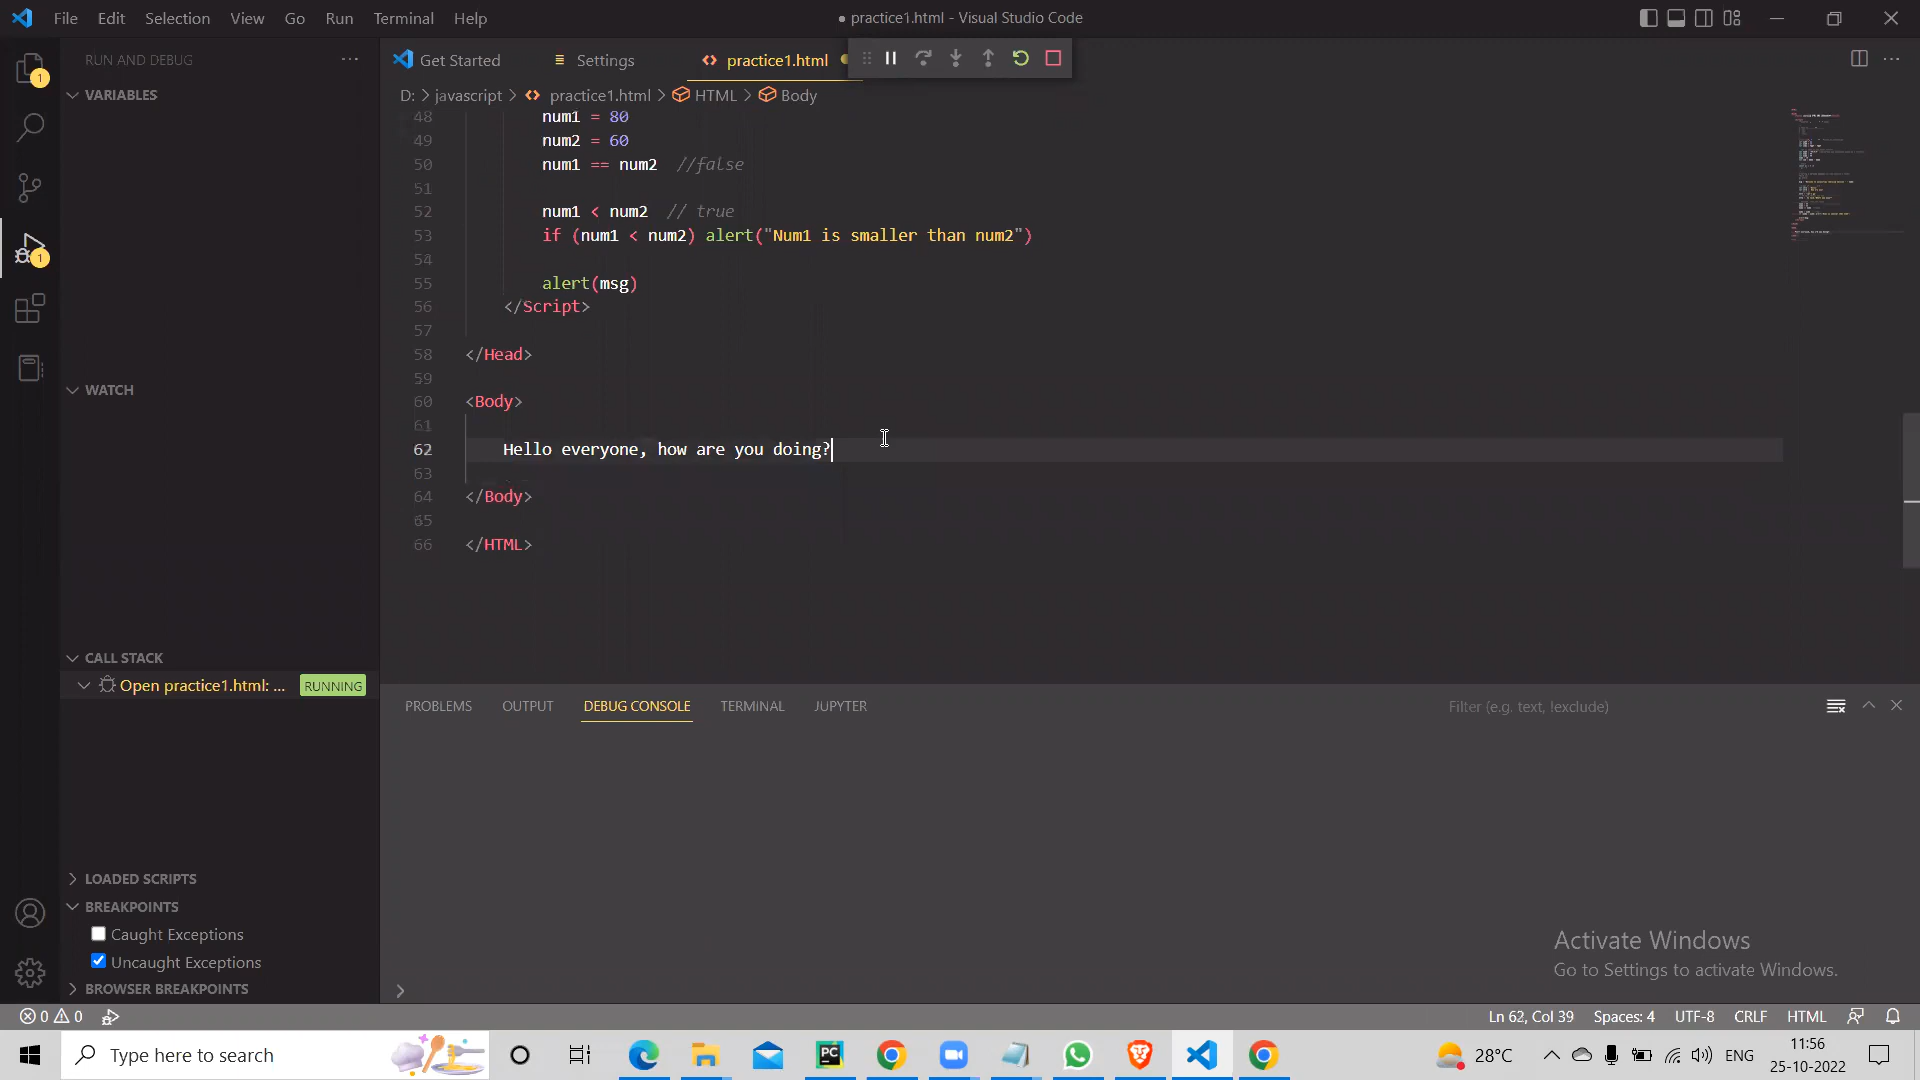 File Edit Selection View Go Run Terminal Help
● practice1.html - Visual Studio Code
RUN AND DEBUG ···
Get Started
Settings
practice1.html
D: > javascript > practice1.html > HTML > Body
VARIABLES
48 num1 = 80
49 num2 = 60
50 num1 == num2 //false
51
52 num1 < num2 // true
53 if (num1 < num2) alert("Num1 is smaller than num2")
54
55 alert(msg)
56 </Script>
57
58 </Head>
59
60 <Body>
61
62 Hello everyone, how are you doing?
63
64 </Body>
65
66 </HTML>
1
1
WATCH
CALL STACK
Open practice1.html: ... RUNNING
LOADED SCRIPTS
BREAKPOINTS
Caught Exceptions
Uncaught Exceptions
BROWSER BREAKPOINTS
PROBLEMS OUTPUT DEBUG CONSOLE TERMINAL JUPYTER
Filter (e.g. text, !exclude)
Activate Windows
Go to Settings to activate Windows.
0 0
Ln 62, Col 39 Spaces: 4 UTF-8 CRLF HTML
Type here to search
PC
28°C
ENG
11:56
25-10-2022